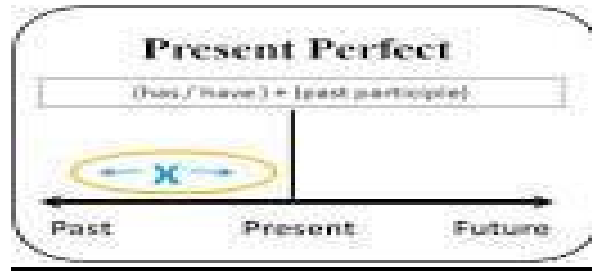 Present Perfect
(has / have) + (past participle)
X
Past Present Future